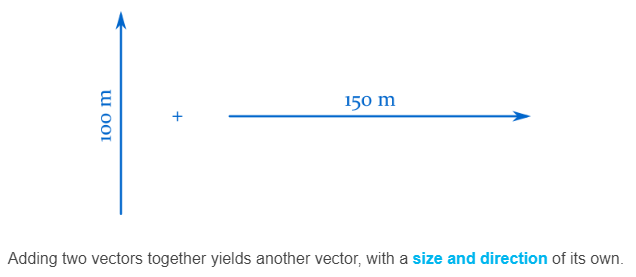 100 m
+
150 m
Adding two vectors together yields another vector, with a size and direction of its own.